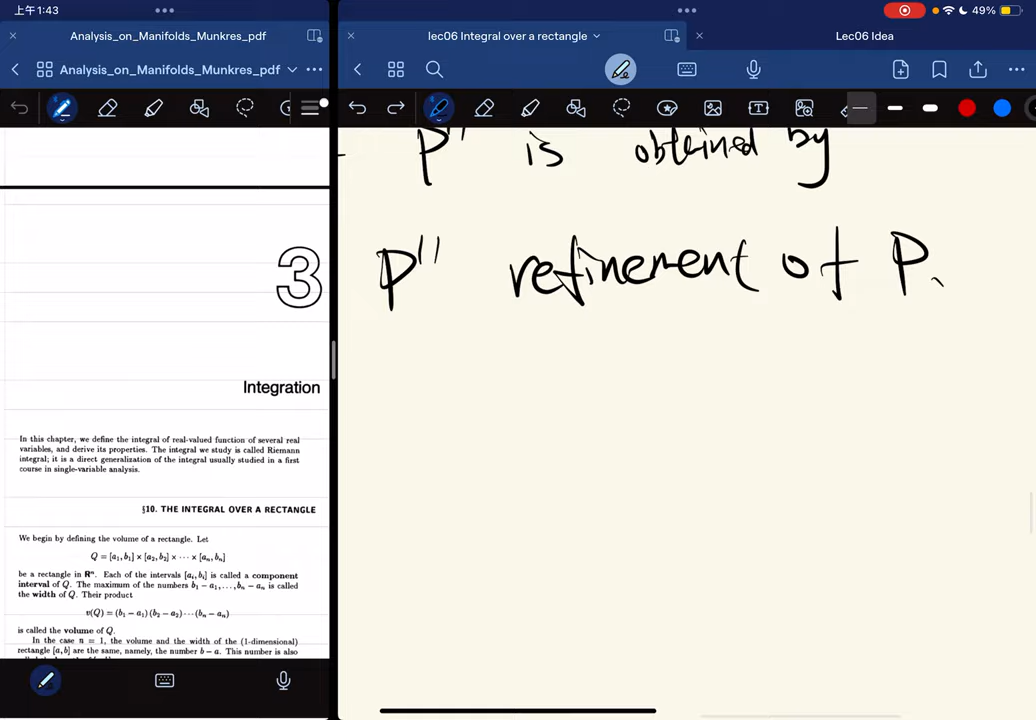 上午1:43
49%
Analysis_on_Manifolds_Munkres_pdf
lec06 Integral over a rectangle
Lec06 Idea
Analysis_on_Manifolds_Munkres_pdf
3
Integration
In this chapter, we define the integral of real-valued function of several real
variables, and derive its properties. The integral we study is called Riemann
integral; it is a direct generalization of the integral usually studied in a first
course in single-variable analysis.
§10. THE INTEGRAL OVER A RECTANGLE
We begin by defining the volume of a rectangle. Let
Q = [a₁, b₁] × [a₂, b₂] × ··· × [aₙ, bₙ]
be a rectangle in Rⁿ. Each of the intervals [aᵢ, bᵢ] is called a component
interval of Q. The maximum of the numbers b₁ − a₁, . . . , bₙ − aₙ is called
the width of Q. Their product
v(Q) = (b₁ − a₁)(b₂ − a₂) ··· (bₙ − aₙ)
is called the volume of Q.
In the case n = 1, the volume and the width of the (1-dimensional)
rectangle [a, b] are the same, namely, the number b − a. This number is also
P'' is obtained by
P'' refinement of P.